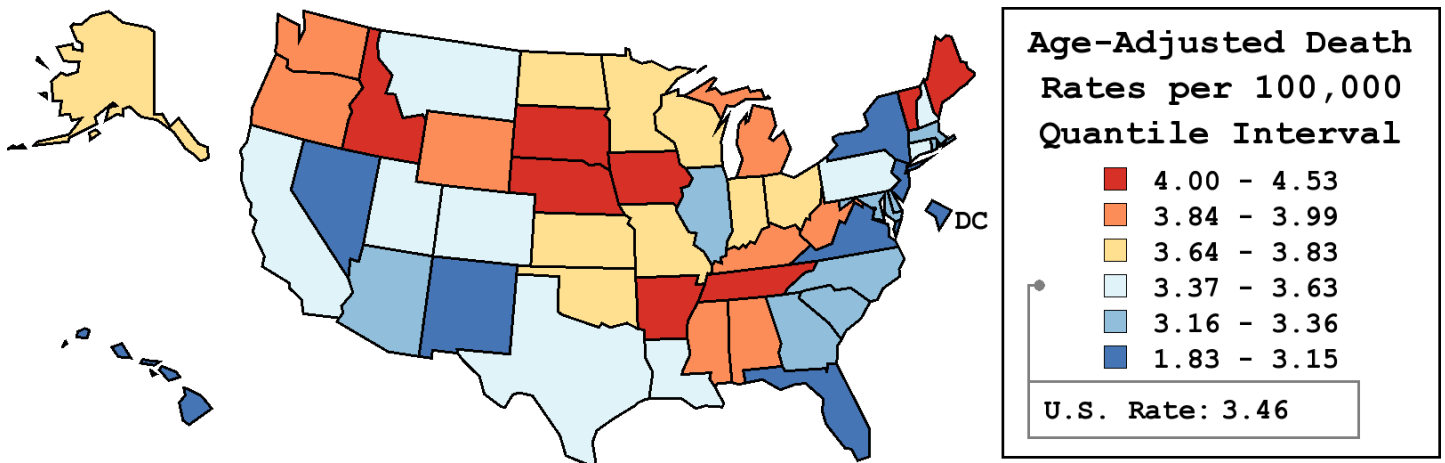 Age-Adjusted Death
Rates per 100,000
Quantile Interval
4.00 - 4.53
3.84 - 3.99
3.64 - 3.83
3.37 - 3.63
3.16 - 3.36
1.83 - 3.15
U.S. Rate: 3.46
DC